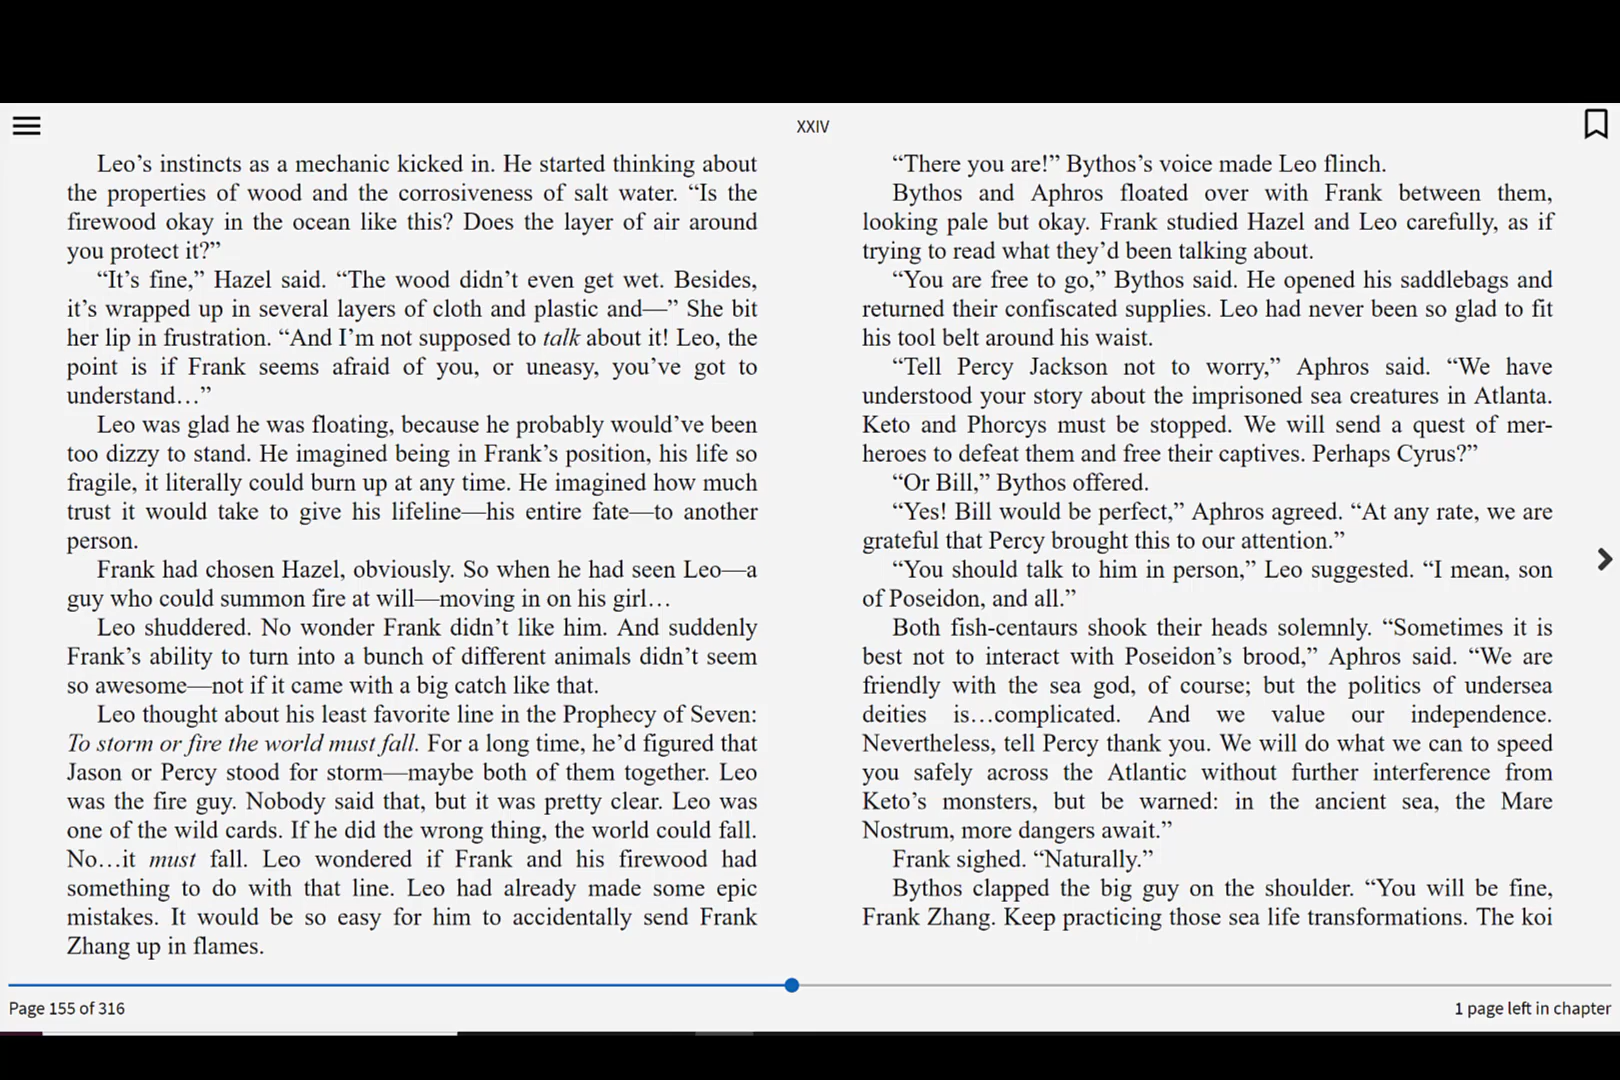 XXIV
Leo’s instincts as a mechanic kicked in. He started thinking about
the properties of wood and the corrosiveness of salt water. “Is the
firewood okay in the ocean like this? Does the layer of air around
you protect it?”
“It’s fine,” Hazel said. “The wood didn’t even get wet. Besides,
it’s wrapped up in several layers of cloth and plastic and—” She bit
her lip in frustration. “And I’m not supposed to talk about it! Leo, the
point is if Frank seems afraid of you, or uneasy, you’ve got to
understand…”
Leo was glad he was floating, because he probably would’ve been
too dizzy to stand. He imagined being in Frank’s position, his life so
fragile, it literally could burn up at any time. He imagined how much
trust it would take to give his lifeline—his entire fate—to another
person.
Frank had chosen Hazel, obviously. So when he had seen Leo—a
guy who could summon fire at will—moving in on his girl…
Leo shuddered. No wonder Frank didn’t like him. And suddenly
Frank’s ability to turn into a bunch of different animals didn’t seem
so awesome—not if it came with a big catch like that.
Leo thought about his least favorite line in the Prophecy of Seven:
To storm or fire the world must fall. For a long time, he’d figured that
Jason or Percy stood for storm—maybe both of them together. Leo
was the fire guy. Nobody said that, but it was pretty clear. Leo was
one of the wild cards. If he did the wrong thing, the world could fall.
No…it must fall. Leo wondered if Frank and his firewood had
something to do with that line. Leo had already made some epic
mistakes. It would be so easy for him to accidentally send Frank
Zhang up in flames.
“There you are!” Bythos’s voice made Leo flinch.
Bythos and Aphros floated over with Frank between them,
looking pale but okay. Frank studied Hazel and Leo carefully, as if
trying to read what they’d been talking about.
“You are free to go,” Bythos said. He opened his saddlebags and
returned their confiscated supplies. Leo had never been so glad to fit
his tool belt around his waist.
“Tell Percy Jackson not to worry,” Aphros said. “We have
understood your story about the imprisoned sea creatures in Atlanta.
Keto and Phorcys must be stopped. We will send a quest of mer-
heroes to defeat them and free their captives. Perhaps Cyrus?”
“Or Bill,” Bythos offered.
“Yes! Bill would be perfect,” Aphros agreed. “At any rate, we are
grateful that Percy brought this to our attention.”
“You should talk to him in person,” Leo suggested. “I mean, son
of Poseidon, and all.”
Both fish-centaurs shook their heads solemnly. “Sometimes it is
best not to interact with Poseidon’s brood,” Aphros said. “We are
friendly with the sea god, of course; but the politics of undersea
deities is…complicated. And we value our independence.
Nevertheless, tell Percy thank you. We will do what we can to speed
you safely across the Atlantic without further interference from
Keto’s monsters, but be warned: in the ancient sea, the Mare
Nostrum, more dangers await.”
Frank sighed. “Naturally.”
Bythos clapped the big guy on the shoulder. “You will be fine,
Frank Zhang. Keep practicing those sea life transformations. The koi
Page 155 of 316
1 page left in chapter